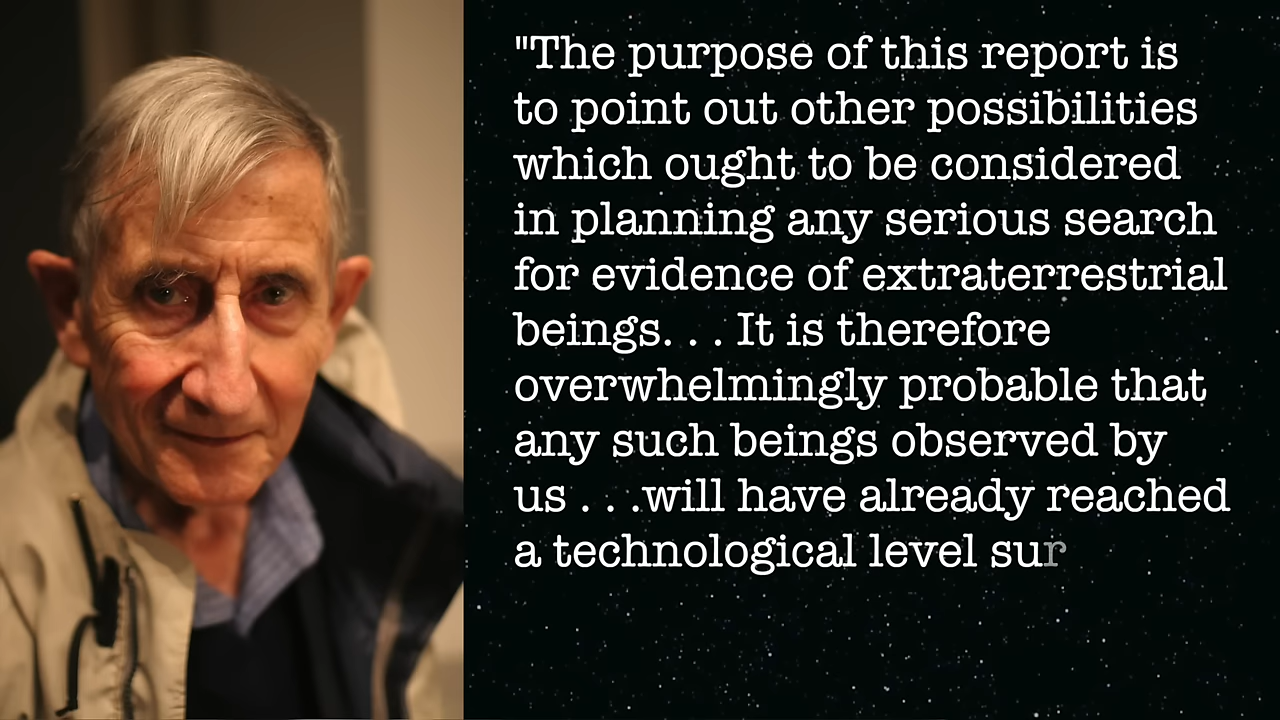 "The purpose of this report is
to point out other possibilities
which ought to be considered
in planning any serious search
for evidence of extraterrestrial
beings. . . It is therefore
overwhelmingly probable that
any such beings observed by
us . . .will have already reached
a technological level sur